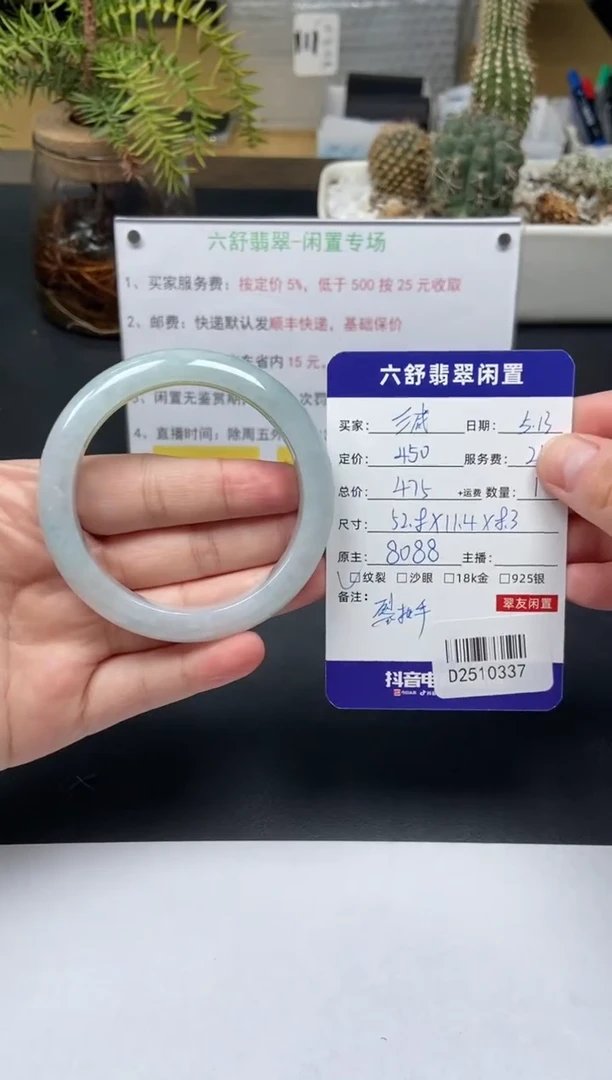 六舒翡翠-闲置专场
1、买家服务费：按定价5%，低于500按25元收取
2、邮费：快递默认发顺丰快递，基础保价
省内15元，
3、闲置无鉴赏期
4、直播时间：除周五外
六舒翡翠闲置
买家： 日期：5.13
定价：450 服务费：2
总价：475 +运费 数量：1
尺寸：52.8X11.4X8.3
原主：8088 主播：
纹裂 沙眼 18k金 925银
备注：裂拉手
翠友闲置
抖音电
D2510337